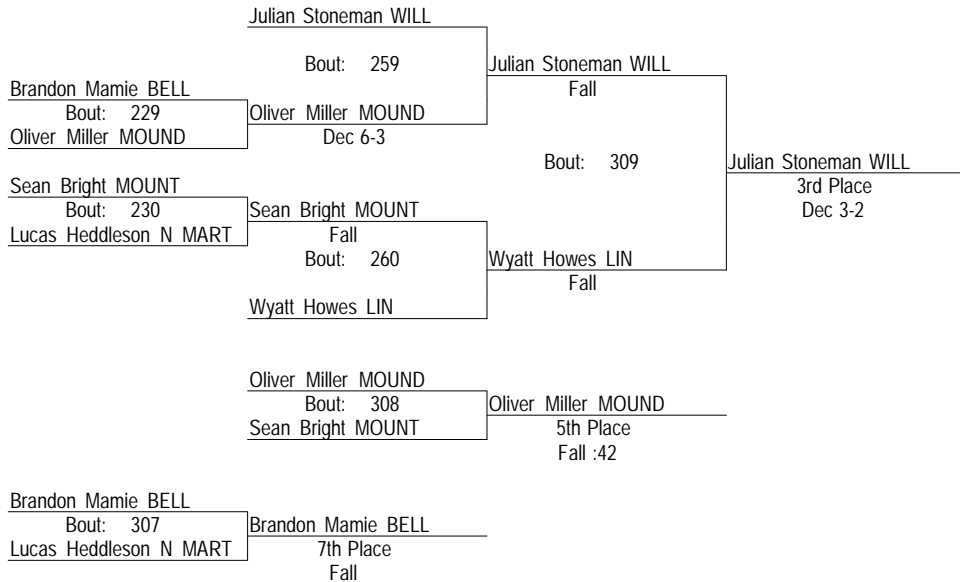 Julian Stoneman WILL
Bout: 259
Julian Stoneman WILL
Fall
Brandon Mamie BELL
Bout: 229
Oliver Miller MOUND
Oliver Miller MOUND
Dec 6-3
Bout: 309
Julian Stoneman WILL
3rd Place
Dec 3-2
Sean Bright MOUNT
Bout: 230
Lucas Heddleson N MART
Sean Bright MOUNT
Fall
Bout: 260
Wyatt Howes LIN
Fall
Wyatt Howes LIN
Oliver Miller MOUND
Bout: 308
Sean Bright MOUNT
Oliver Miller MOUND
5th Place
Fall :42
Brandon Mamie BELL
Bout: 307
Lucas Heddleson N MART
Brandon Mamie BELL
7th Place
Fall